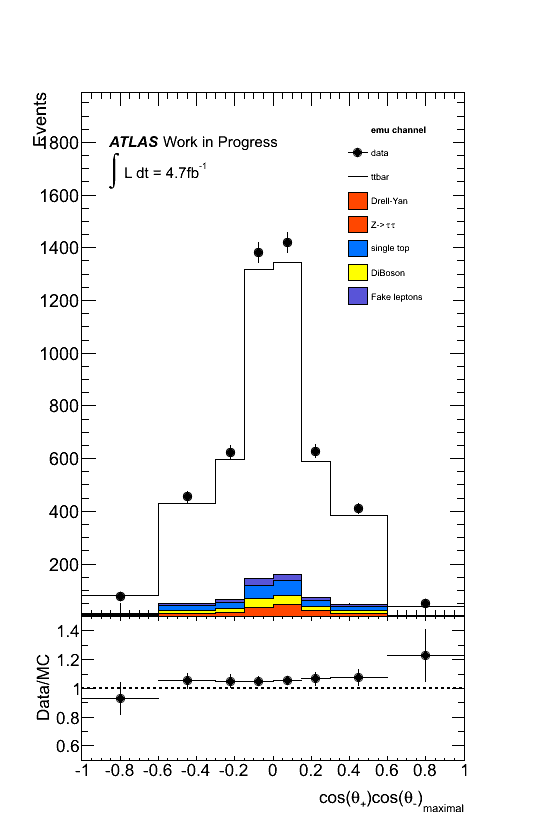 Events
1800
1600
1400
1200
1000
800
600
400
200
ATLAS Work in Progress
∫ L dt = 4.7fb⁻¹
emu channel
data
ttbar
Drell-Yan
Z->ττ
single top
DiBoson
Fake leptons
Data/MC
1.4
1.2
1
0.8
0.6
-1 -0.8 -0.6 -0.4 -0.2 0 0.2 0.4 0.6 0.8 1
cos(θ₊)cos(θ₋)maximal